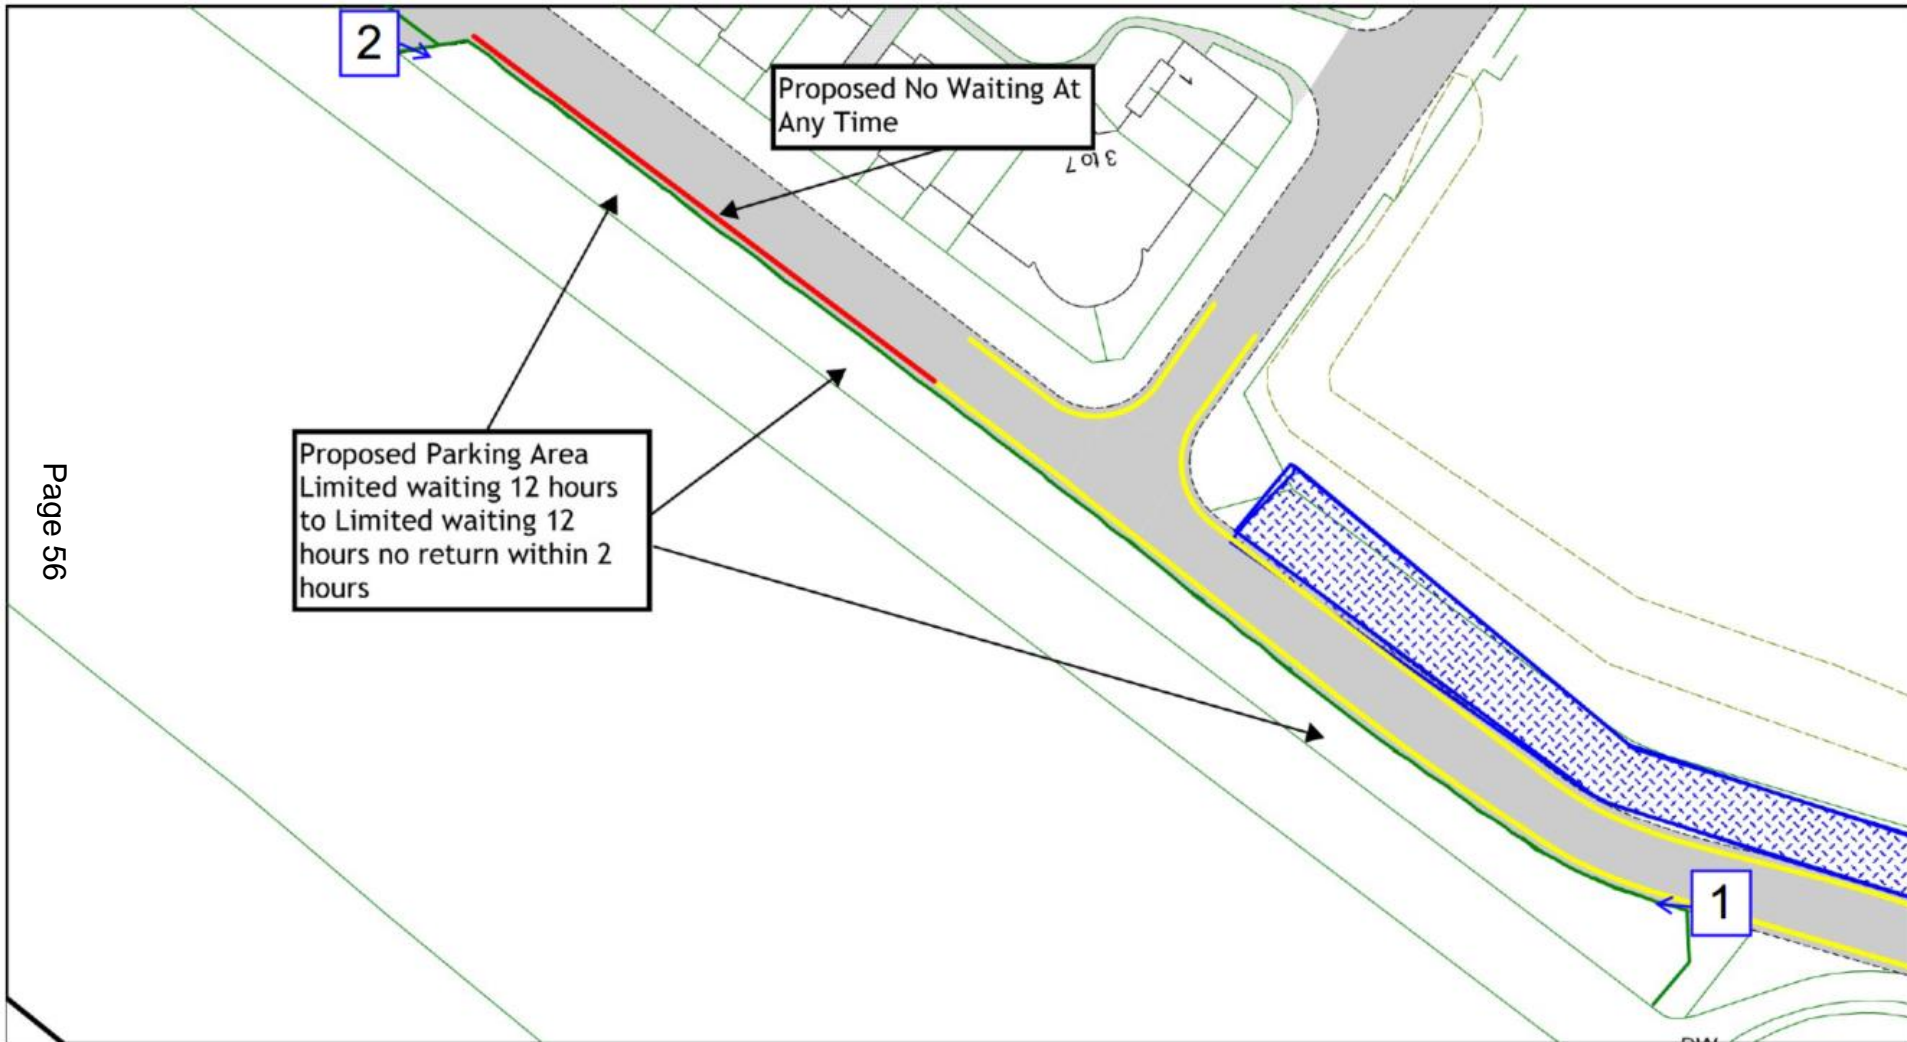 2
Proposed No Waiting At
Any Time
1
3 to 7
Proposed Parking Area
Limited waiting 12 hours
to Limited waiting 12
hours no return within 2
hours
Page 56
1